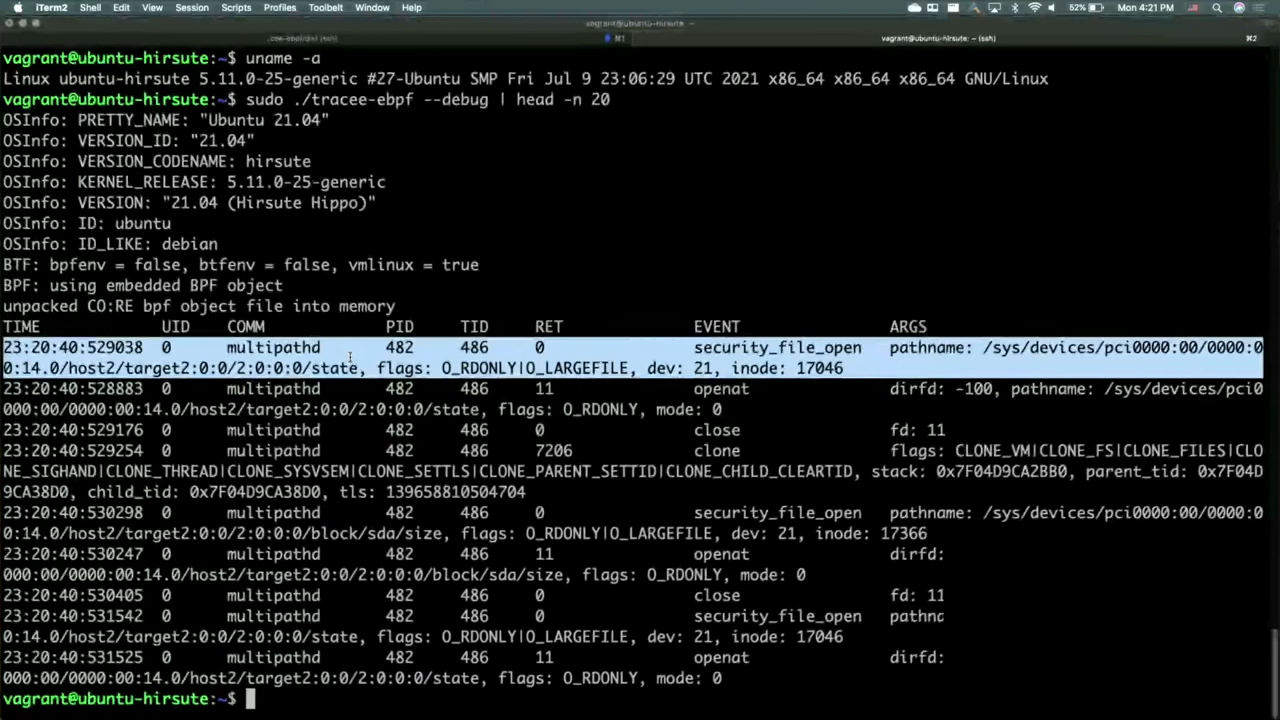 iTerm2 Shell Edit View Session Scripts Profiles Toolbelt Window Help 52% Mon 4:21 PM
vagrant@ubuntu-hirsute: ~
vagrant@ubuntu-hirsute: ~ (ssh) ⌘2
vagrant@ubuntu-hirsute:~$ uname -a
Linux ubuntu-hirsute 5.11.0-25-generic #27-Ubuntu SMP Fri Jul 9 23:06:29 UTC 2021 x86_64 x86_64 x86_64 GNU/Linux
vagrant@ubuntu-hirsute:~$ sudo ./tracee-ebpf --debug | head -n 20
OSInfo: PRETTY_NAME: "Ubuntu 21.04"
OSInfo: VERSION_ID: "21.04"
OSInfo: VERSION_CODENAME: hirsute
OSInfo: KERNEL_RELEASE: 5.11.0-25-generic
OSInfo: VERSION: "21.04 (Hirsute Hippo)"
OSInfo: ID: ubuntu
OSInfo: ID_LIKE: debian
BTF: bpfenv = false, btfenv = false, vmlinux = true
BPF: using embedded BPF object
unpacked CO:RE bpf object file into memory
TIME UID COMM PID TID RET EVENT ARGS
23:20:40:529038 0 multipathd 482 486 0 security_file_open pathname: /sys/devices/pci0000:00/0000:0
0:14.0/host2/target2:0:0/2:0:0:0/state, flags: O_RDONLY|O_LARGEFILE, dev: 21, inode: 17046
23:20:40:528883 0 multipathd 482 486 11 openat dirfd: -100, pathname: /sys/devices/pci0
000:00/0000:00:14.0/host2/target2:0:0/2:0:0:0/state, flags: O_RDONLY, mode: 0
23:20:40:529176 0 multipathd 482 486 0 close fd: 11
23:20:40:529254 0 multipathd 482 486 7206 clone flags: CLONE_VM|CLONE_FS|CLONE_FILES|CLO
NE_SIGHAND|CLONE_THREAD|CLONE_SYSVSEM|CLONE_SETTLS|CLONE_PARENT_SETTID|CLONE_CHILD_CLEARTID, stack: 0x7F04D9CA2BB0, parent_tid: 0x7F04D
9CA38D0, child_tid: 0x7F04D9CA38D0, tls: 139658810504704
23:20:40:530298 0 multipathd 482 486 0 security_file_open pathname: /sys/devices/pci0000:00/0000:0
0:14.0/host2/target2:0:0/2:0:0:0/block/sda/size, flags: O_RDONLY|O_LARGEFILE, dev: 21, inode: 17366
23:20:40:530247 0 multipathd 482 486 11 openat dirfd:
000:00/0000:00:14.0/host2/target2:0:0/2:0:0:0/block/sda/size, flags: O_RDONLY, mode: 0
23:20:40:530405 0 multipathd 482 486 0 close fd: 11
23:20:40:531542 0 multipathd 482 486 0 security_file_open pathna
0:14.0/host2/target2:0:0/2:0:0:0/state, flags: O_RDONLY|O_LARGEFILE, dev: 21, inode: 17046
23:20:40:531525 0 multipathd 482 486 11 openat dirfd:
000:00/0000:00:14.0/host2/target2:0:0/2:0:0:0/state, flags: O_RDONLY, mode: 0
vagrant@ubuntu-hirsute:~$